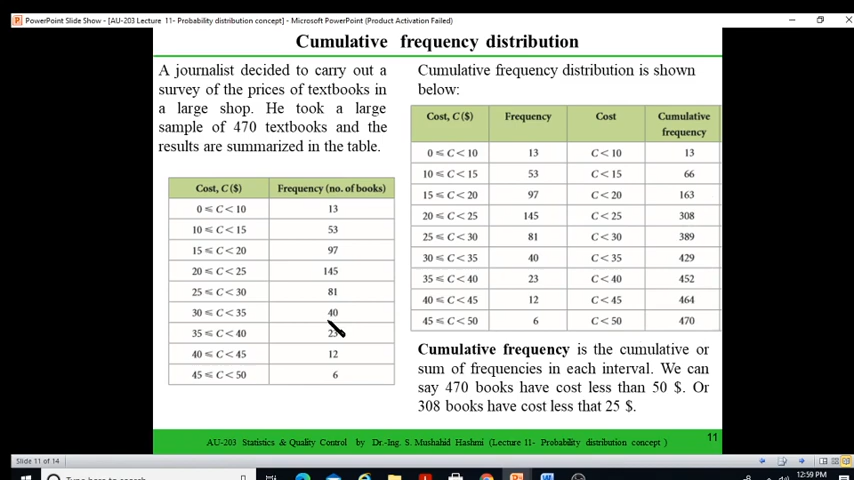 PowerPoint Slide Show - [AU-203 Lecture 11- Probability distribution concept] - Microsoft PowerPoint (Product Activation Failed)
Cumulative frequency distribution
A journalist decided to carry out a
survey of the prices of textbooks in
a large shop. He took a large
sample of 470 textbooks and the
results are summarized in the table.
Cost, C ($) Frequency (no. of books)
0 ≤ C < 10 13
10 ≤ C < 15 53
15 ≤ C < 20 97
20 ≤ C < 25 145
25 ≤ C < 30 81
30 ≤ C < 35 40
35 ≤ C < 40 23
40 ≤ C < 45 12
45 ≤ C < 50 6
Cumulative frequency distribution is shown
below:
Cost, C ($) Frequency Cost Cumulative
frequency
0 ≤ C < 10 13 C < 10 13
10 ≤ C < 15 53 C < 15 66
15 ≤ C < 20 97 C < 20 163
20 ≤ C < 25 145 C < 25 308
25 ≤ C < 30 81 C < 30 389
30 ≤ C < 35 40 C < 35 429
35 ≤ C < 40 23 C < 40 452
40 ≤ C < 45 12 C < 45 464
45 ≤ C < 50 6 C < 50 470
Cumulative frequency is the cumulative or
sum of frequencies in each interval. We can
say 470 books have cost less than 50 $. Or
308 books have cost less that 25 $.
AU-203 Statistics & Quality Control by Dr.-Ing. S. Mushahid Hashmi (Lecture 11- Probability distribution concept )
11
Slide 11 of 14
12:59 PM